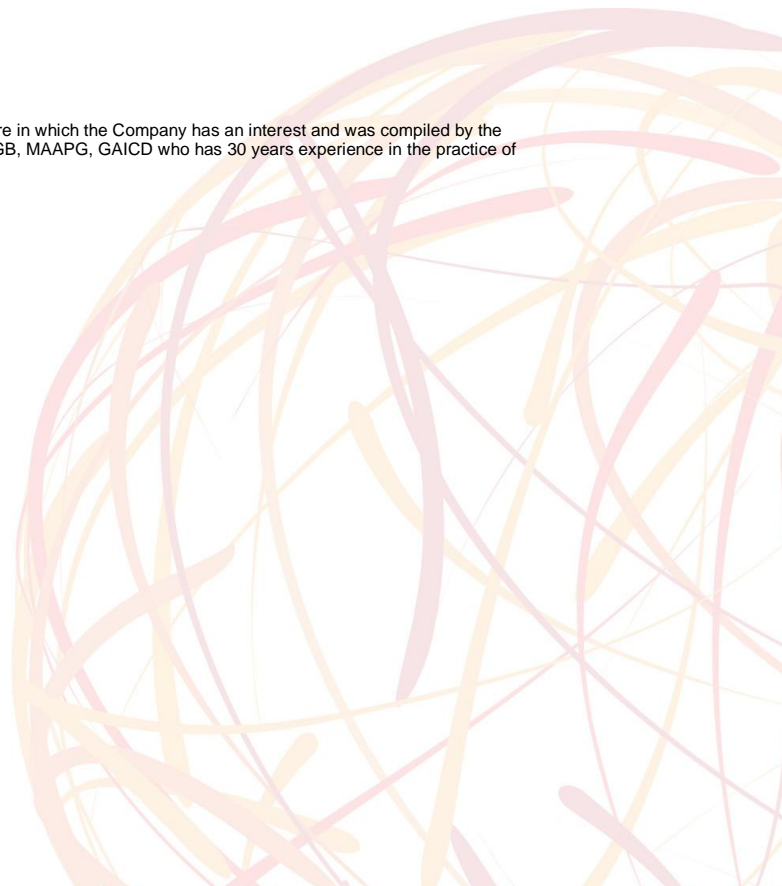 re in which the Company has an interest and was compiled by the
GB, MAAPG, GAICD who has 30 years experience in the practice of